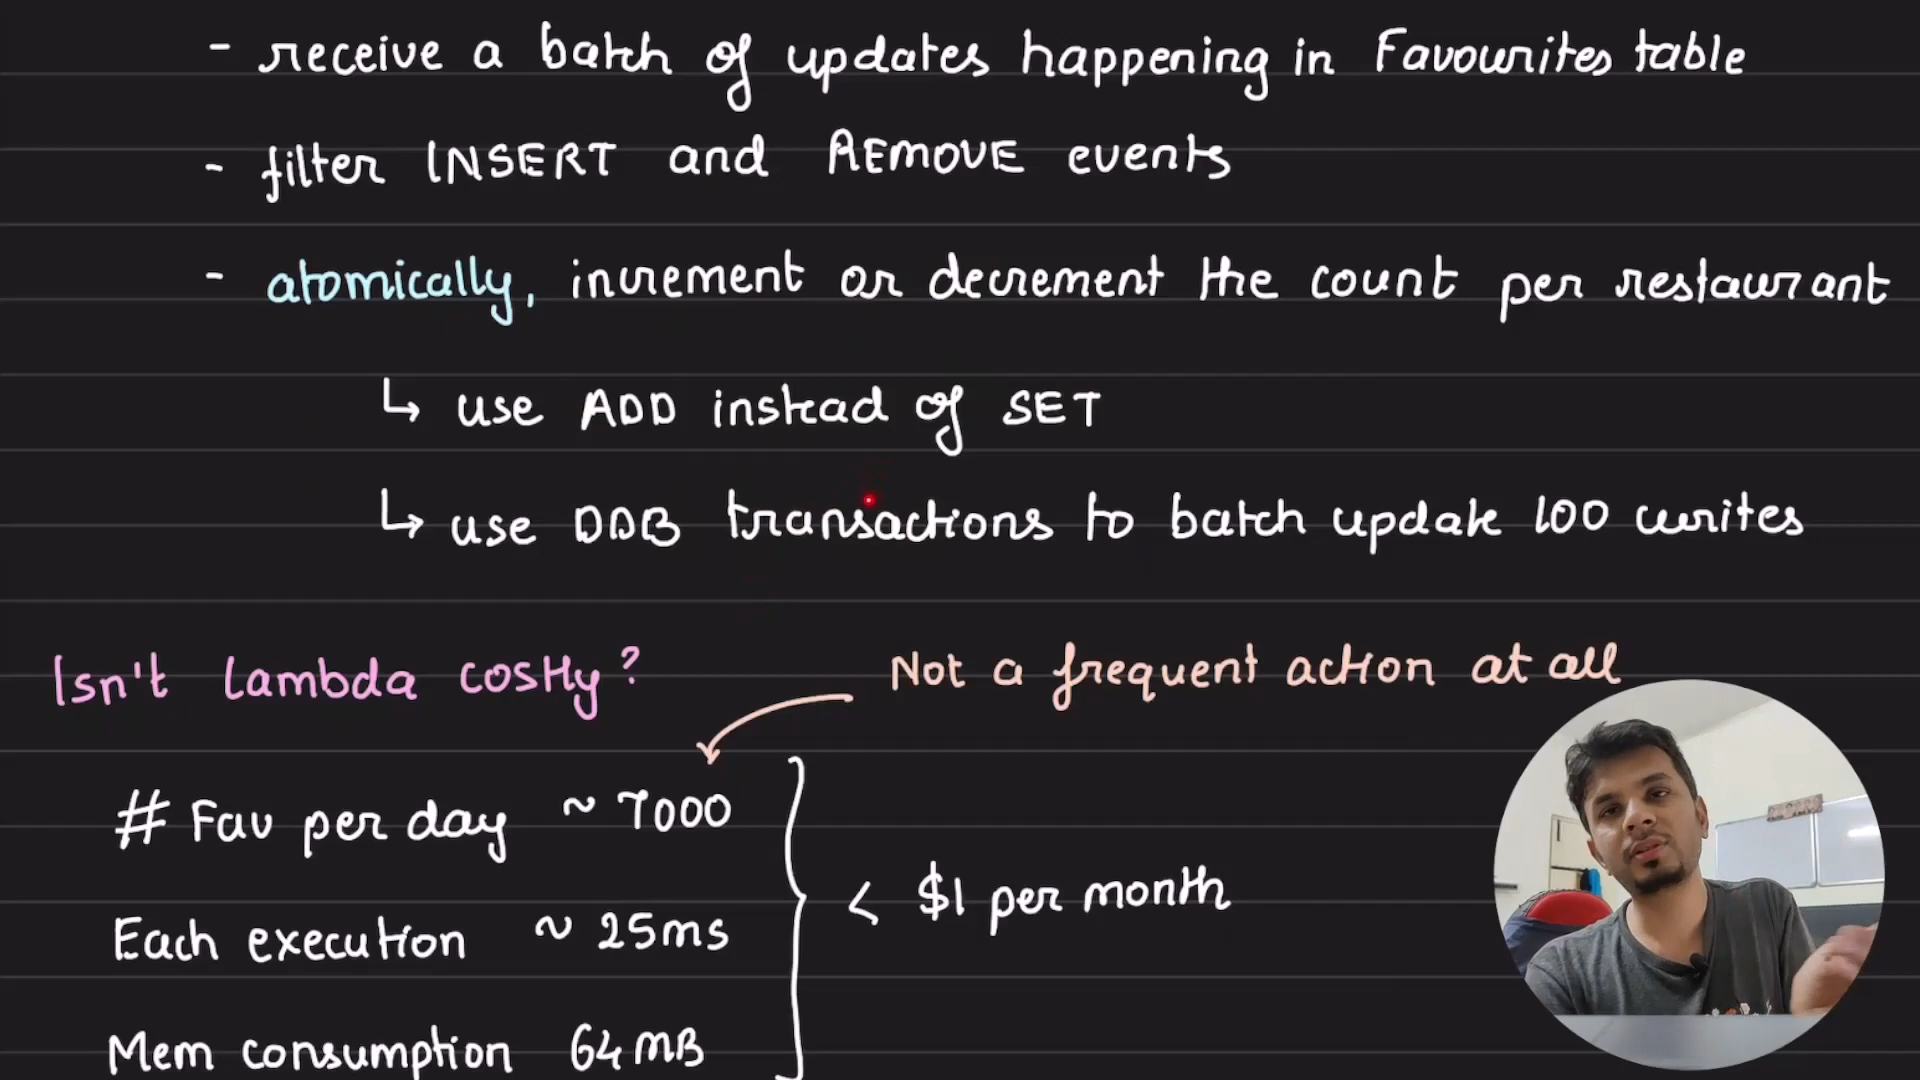 - receive a batch of updates happening in Favourites table
- filter INSERT and REMOVE events
- atomically, increment or decrement the count per restaurant
↳ use ADD instead of SET
↳ use DDB transactions to batch update 100 writes
Isn't lambda costly?
Not a frequent action at all
# Fav per day ~ 7000
Each execution ~ 25ms
< $1 per month
Mem consumption 64 MB